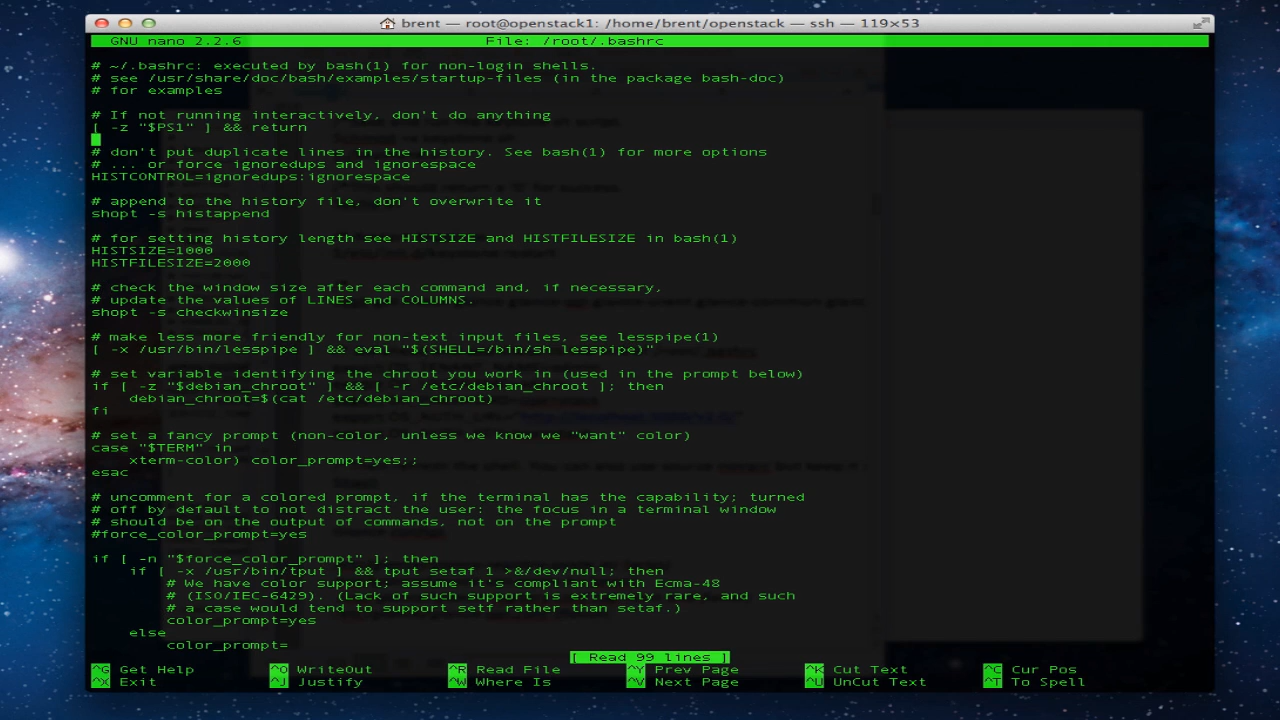 brent — root@openstack1: /home/brent/openstack — ssh — 119×53
GNU nano 2.2.6 File: /root/.bashrc
# ~/.bashrc: executed by bash(1) for non-login shells.
# see /usr/share/doc/bash/examples/startup-files (in the package bash-doc)
# for examples
# If not running interactively, don't do anything
[ -z "$PS1" ] && return
# don't put duplicate lines in the history. See bash(1) for more options
# ... or force ignoredups and ignorespace
HISTCONTROL=ignoredups:ignorespace
# append to the history file, don't overwrite it
shopt -s histappend
# for setting history length see HISTSIZE and HISTFILESIZE in bash(1)
HISTSIZE=1000
HISTFILESIZE=2000
# check the window size after each command and, if necessary,
# update the values of LINES and COLUMNS.
shopt -s checkwinsize
# make less more friendly for non-text input files, see lesspipe(1)
[ -x /usr/bin/lesspipe ] && eval "$(SHELL=/bin/sh lesspipe)"
# set variable identifying the chroot you work in (used in the prompt below)
if [ -z "$debian_chroot" ] && [ -r /etc/debian_chroot ]; then
    debian_chroot=$(cat /etc/debian_chroot)
fi
# set a fancy prompt (non-color, unless we know we "want" color)
case "$TERM" in
    xterm-color) color_prompt=yes;;
esac
# uncomment for a colored prompt, if the terminal has the capability; turned
# off by default to not distract the user: the focus in a terminal window
# should be on the output of commands, not on the prompt
#force_color_prompt=yes
if [ -n "$force_color_prompt" ]; then
    if [ -x /usr/bin/tput ] && tput setaf 1 >&/dev/null; then
        # We have color support; assume it's compliant with Ecma-48
        # (ISO/IEC-6429). (Lack of such support is extremely rare, and such
        # a case would tend to support setf rather than setaf.)
        color_prompt=yes
    else
        color_prompt=
[ Read 99 lines ]
^G Get Help ^O WriteOut ^R Read File ^Y Prev Page ^K Cut Text ^C Cur Pos
^X Exit ^J Justify ^W Where Is ^V Next Page ^U UnCut Text ^T To Spell